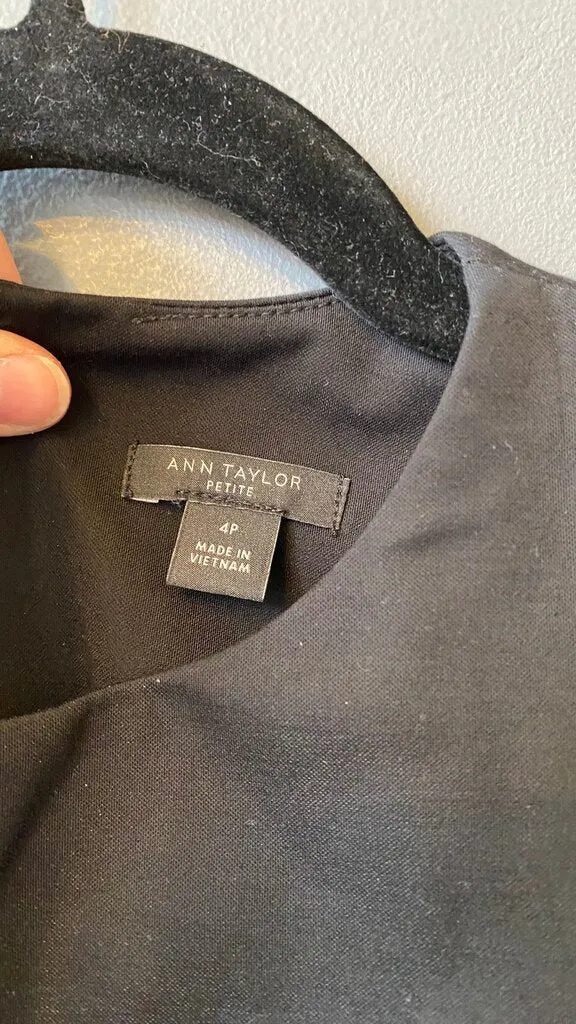 ANN TAYLOR
PETITE
4P
MADE IN
VIETNAM